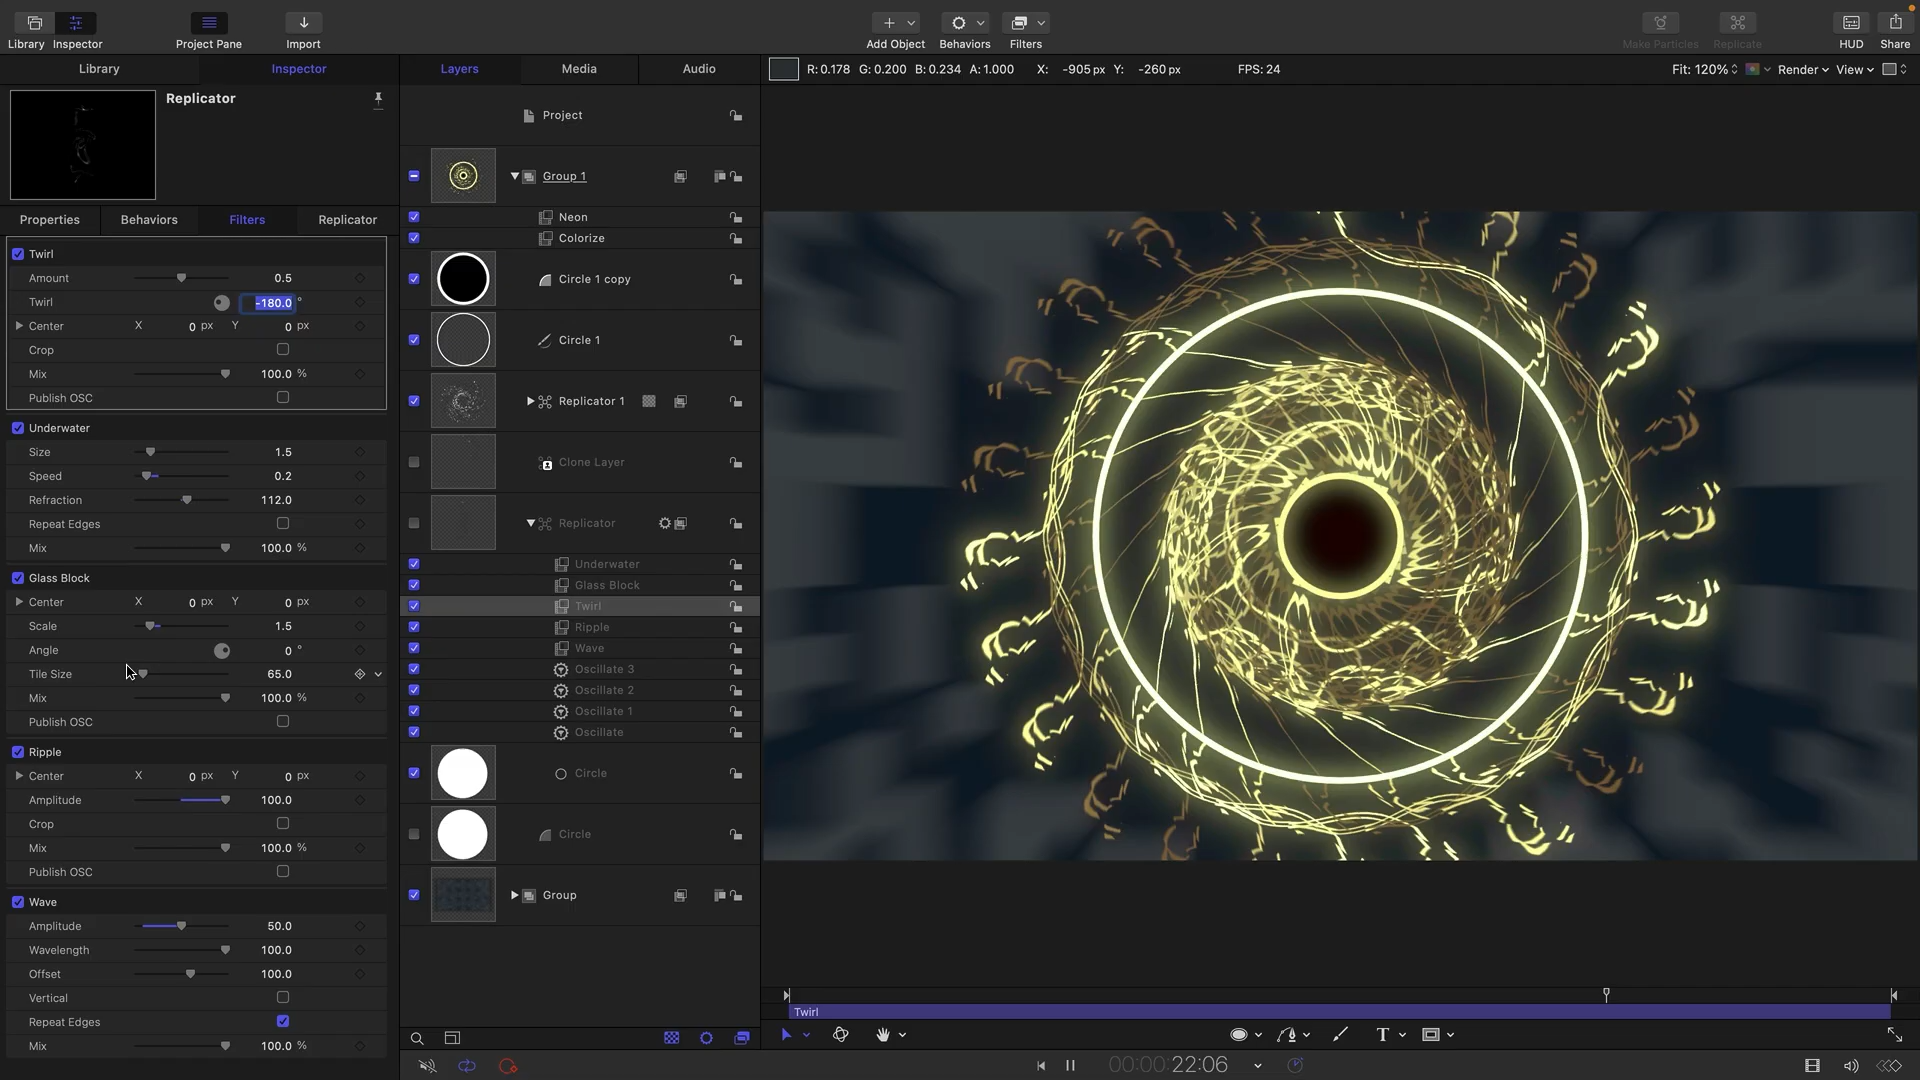 Library Inspector Project Pane Import Add Object Behaviors Filters Make Particles Replicate HUD Share
Library Inspector Layers Media Audio R:0.178 G:0.200 B:0.234 A:1.000 X: -905 px Y: -260 px FPS: 24 Fit: 120% Render View
Replicator
Properties Behaviors Filters Replicator
Twirl
Amount 0.5
Twirl -180.0 °
Center X 0 px Y 0 px
Crop
Mix 100.0 %
Publish OSC
Underwater
Size 1.5
Speed 0.2
Refraction 112.0
Repeat Edges
Mix 100.0 %
Glass Block
Center X 0 px Y 0 px
Scale 1.5
Angle 0 °
Tile Size 65.0
Mix 100.0 %
Publish OSC
Ripple
Center X 0 px Y 0 px
Amplitude 100.0
Crop
Mix 100.0 %
Publish OSC
Wave
Amplitude 50.0
Wavelength 100.0
Offset 100.0
Vertical
Repeat Edges
Mix 100.0 %
Project
Group 1
Neon
Colorize
Circle 1 copy
Circle 1
Replicator 1
Clone Layer
Replicator
Underwater
Glass Block
Twirl
Ripple
Wave
Oscillate 3
Oscillate 2
Oscillate 1
Oscillate
Circle
Circle
Group
Twirl
T
00:00:22:06